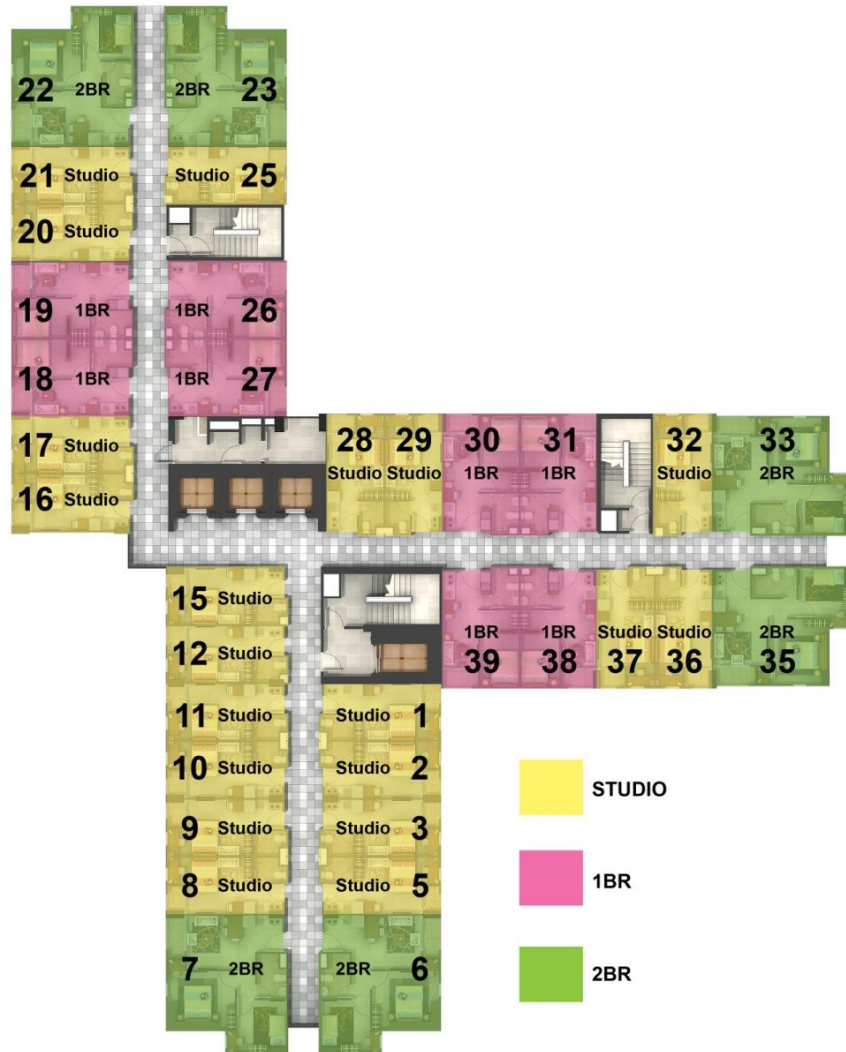 22 2BR 2BR 23
21 Studio Studio 25
20 Studio
19 1BR 1BR 26
18 1BR 1BR 27
17 Studio
16 Studio
28 29 30 31 32 33
Studio Studio 1BR 1BR Studio 2BR
15 Studio
12 Studio
1BR 1BR Studio Studio 2BR
39 38 37 36 35
11 Studio Studio 1
10 Studio Studio 2
9 Studio Studio 3
8 Studio Studio 5
7 2BR 2BR 6
STUDIO
1BR
2BR